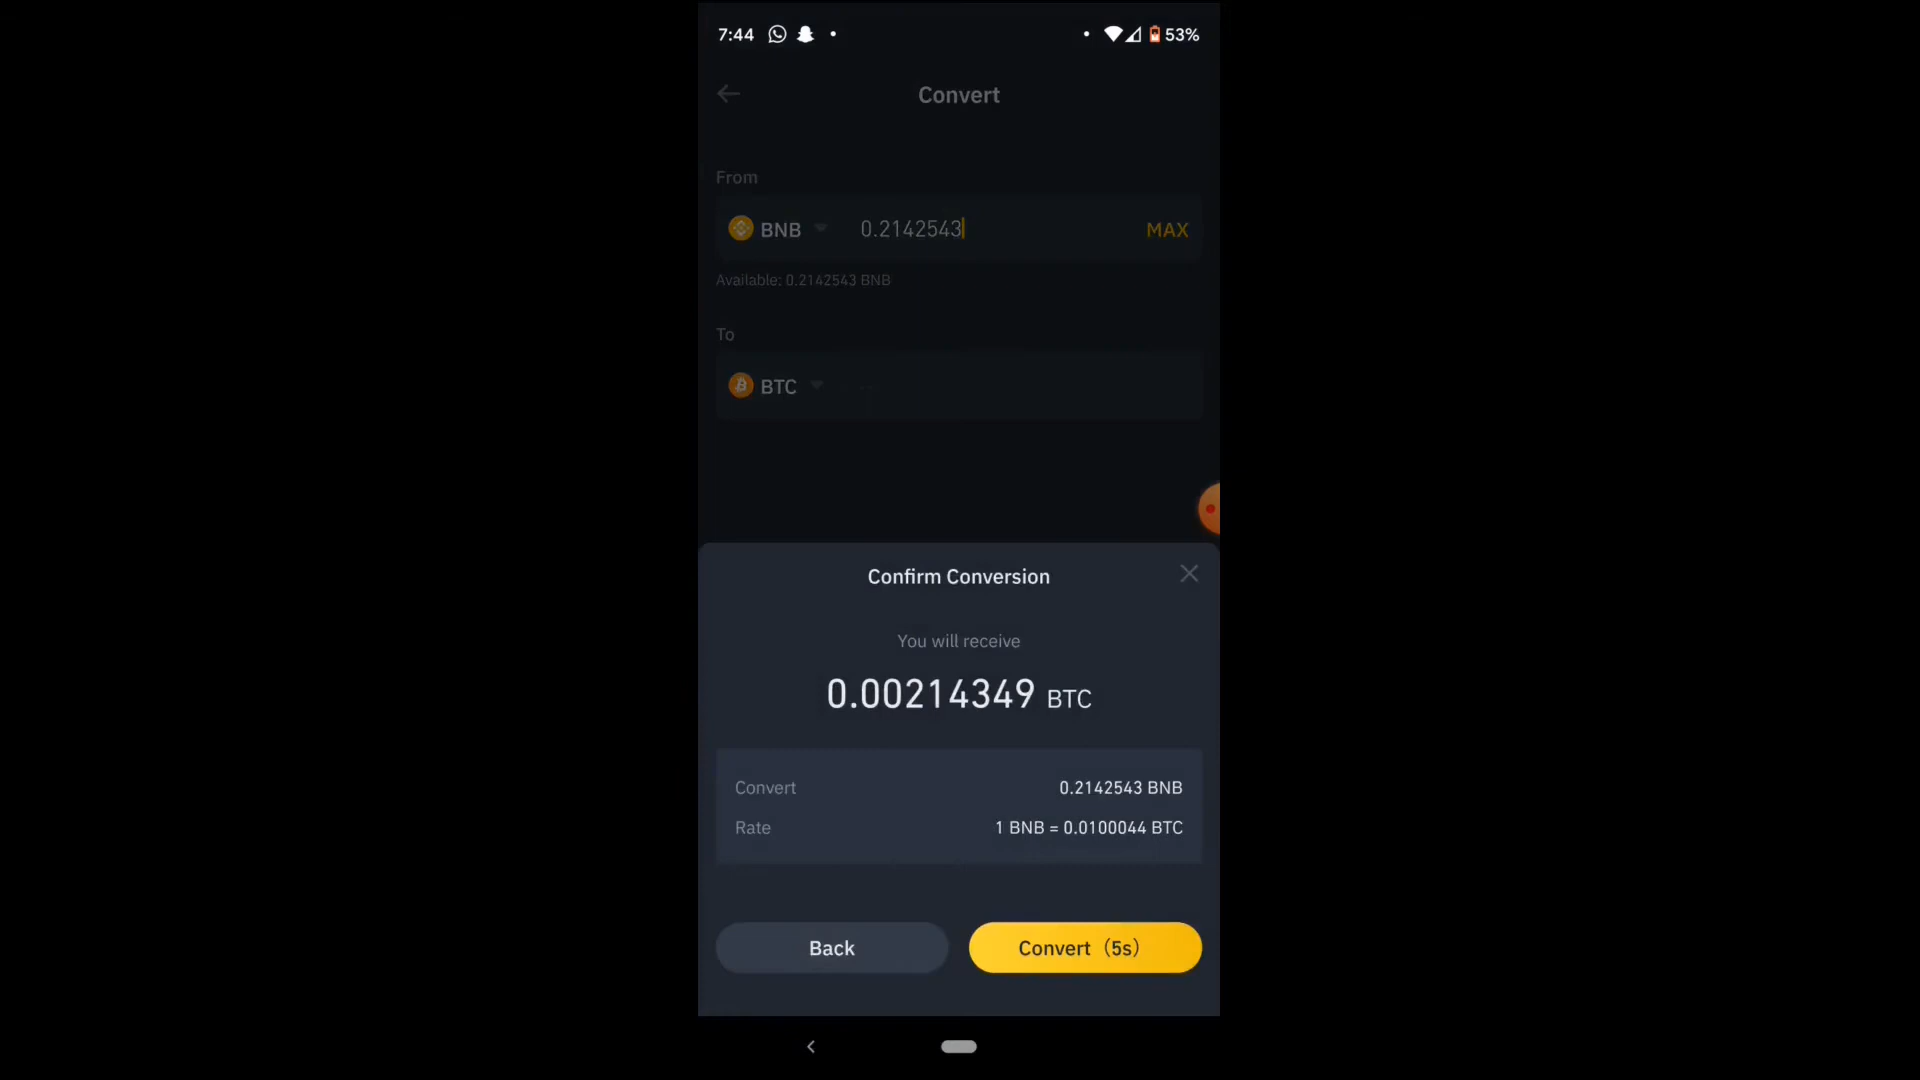 7:44 53%
Convert
From
BNB 0.2142543 MAX
Available: 0.2142543 BNB
To
BTC --
Confirm Conversion
You will receive
0.00214349 BTC
Convert 0.2142543 BNB
Rate 1 BNB = 0.0100044 BTC
Back Convert（5s）